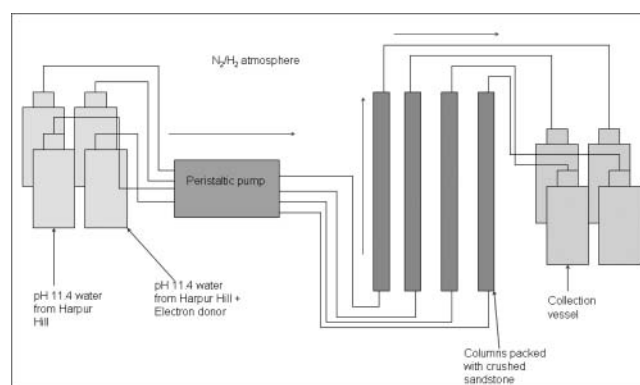 N2/H2 atmosphere
Peristaltic pump
pH 11.4 water
from Harpur
Hill
pH 11.4 water
from Harpur Hill +
Electron donor
Collection
vessel
Columns packed
with crushed
sandstone